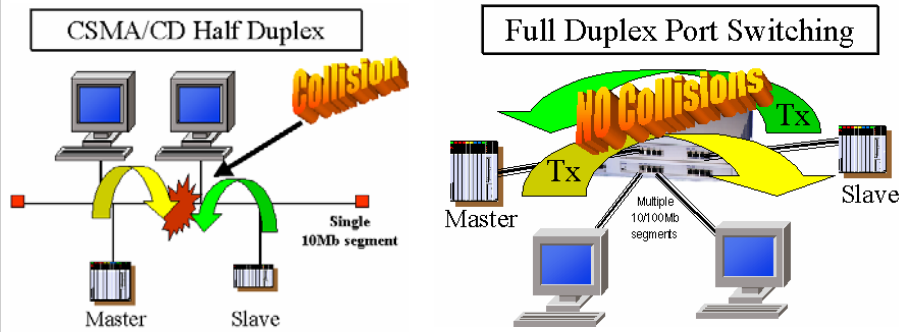 CSMA/CD Half Duplex
Collision
Single
10Mb segment
Master
Slave
Full Duplex Port Switching
NO Collisions
Tx
Tx
Master
Slave
Multiple
10/100Mb
segments